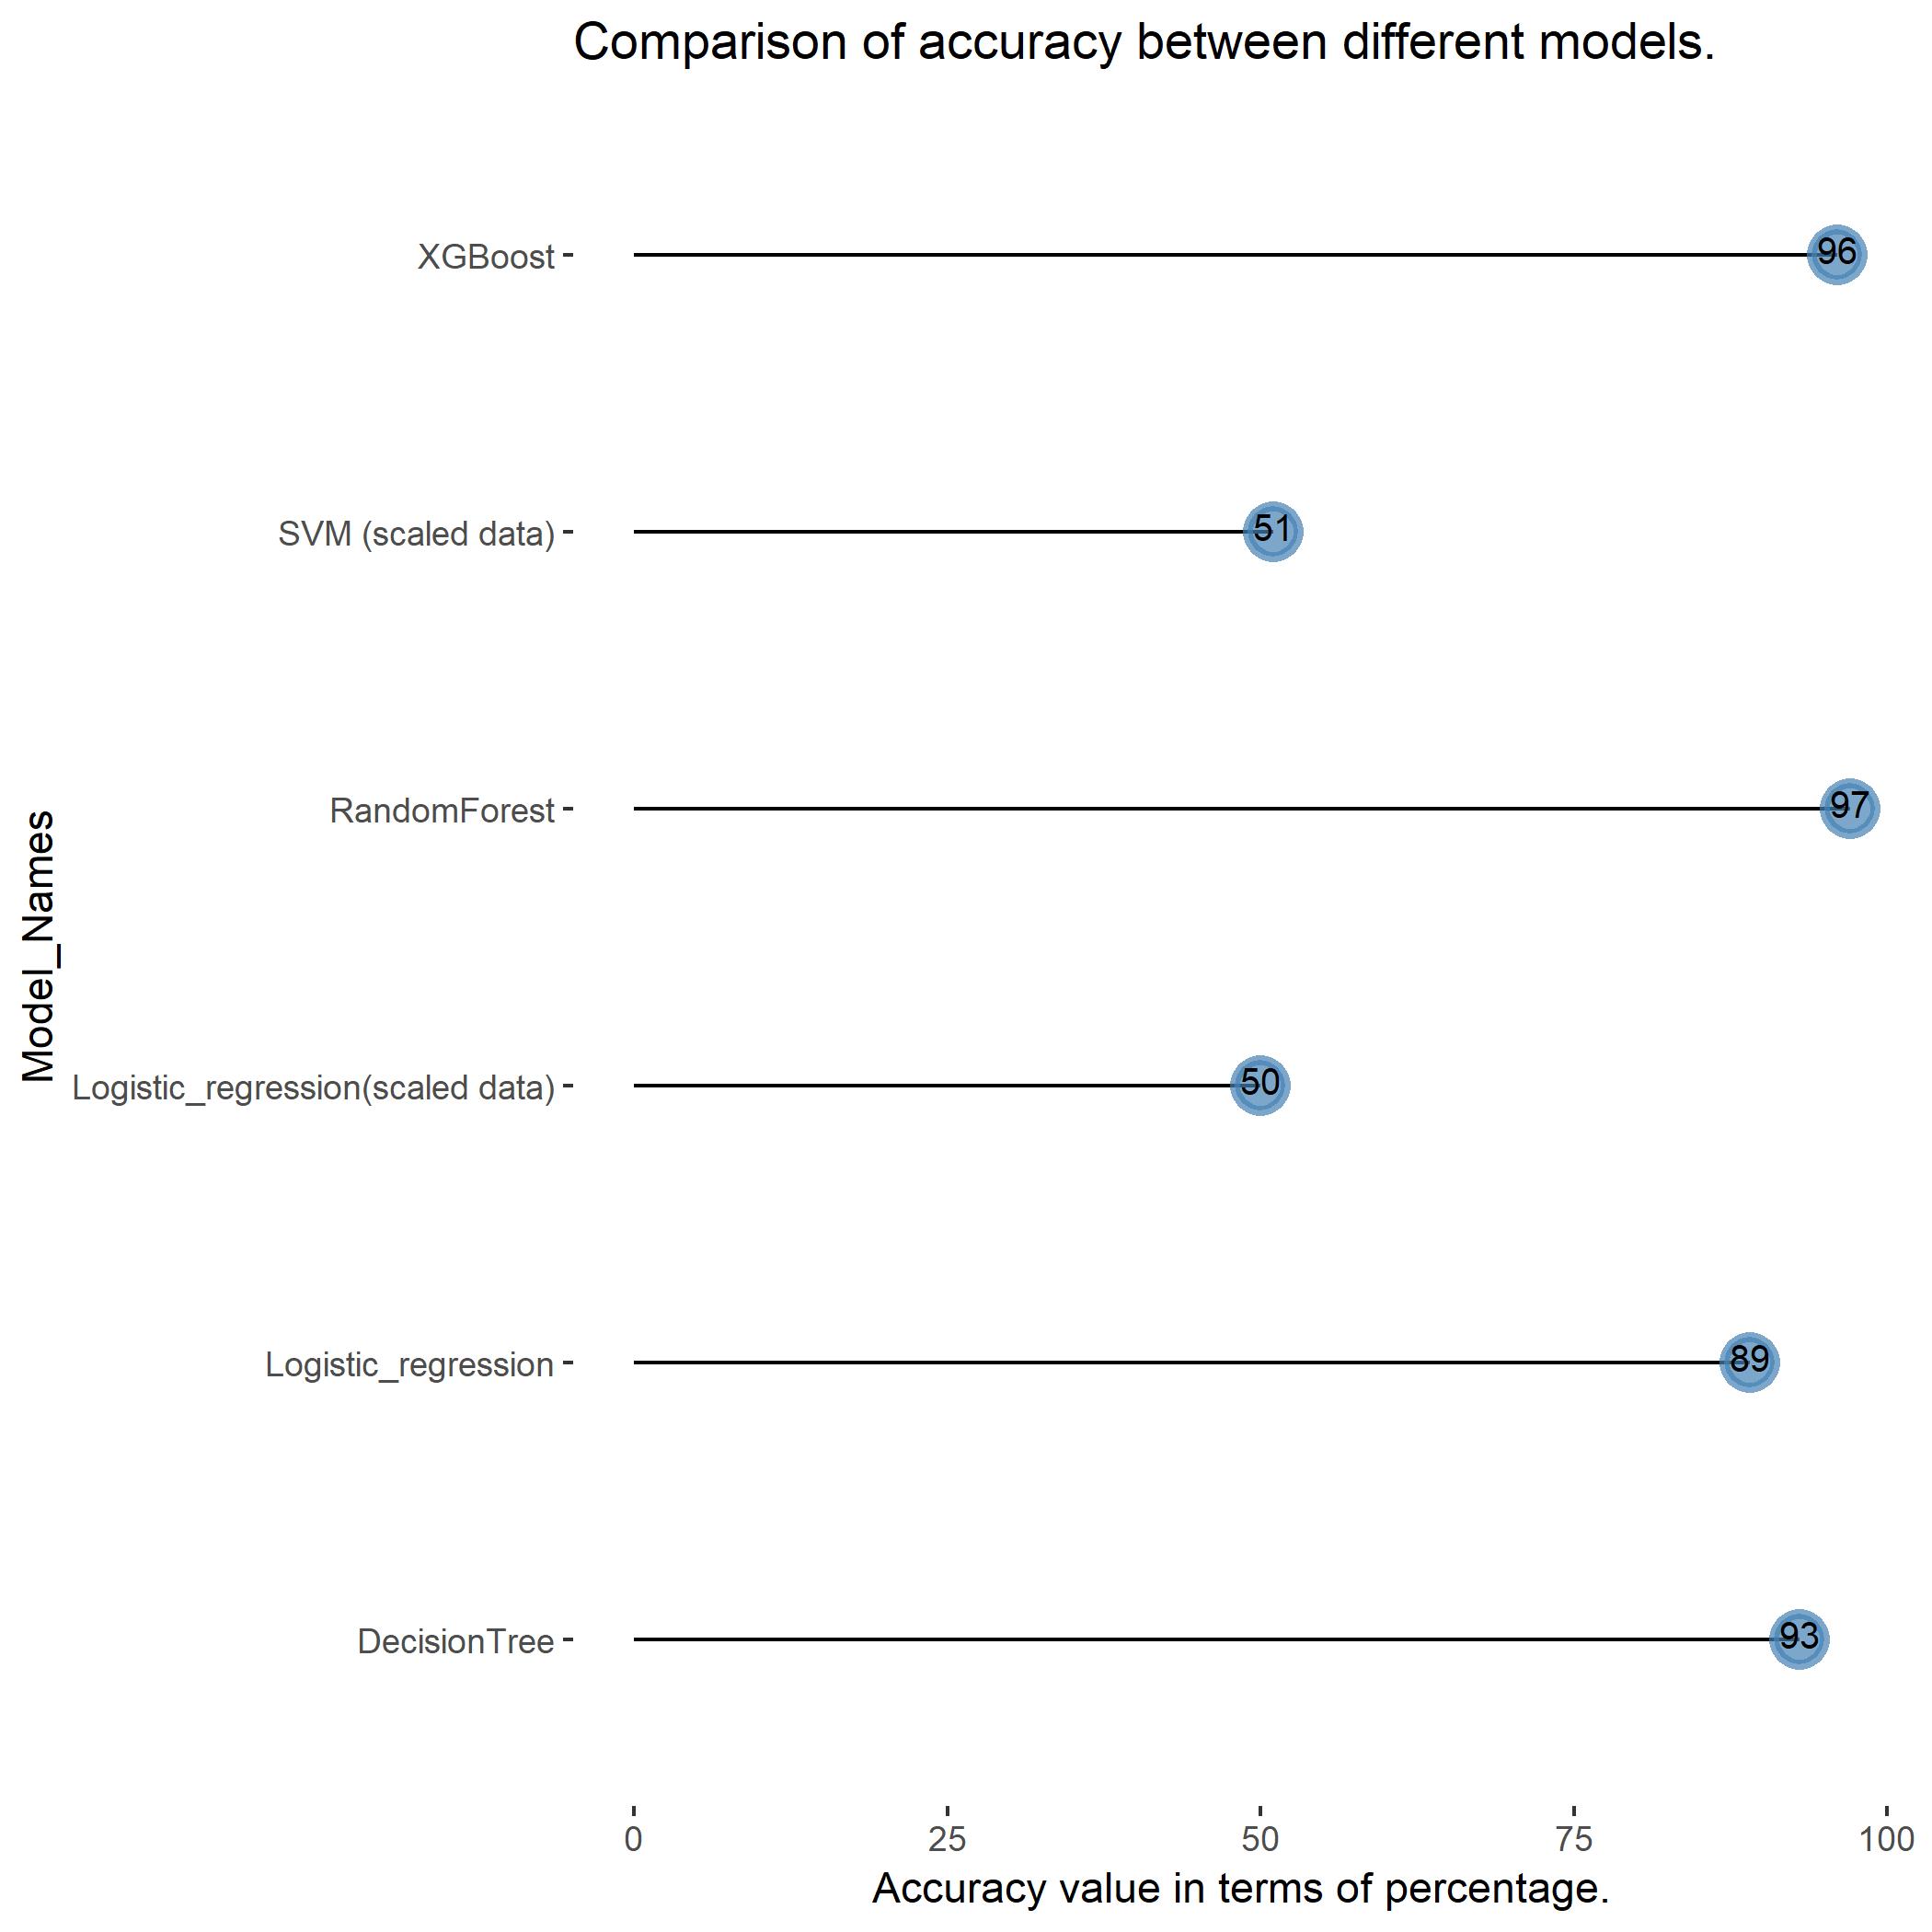 Comparison of accuracy between different models.
Model_Names
XGBoost
96
SVM (scaled data)
51
RandomForest
97
Logistic_regression(scaled data)
50
Logistic_regression
89
DecisionTree
93
0 25 50 75 100
Accuracy value in terms of percentage.